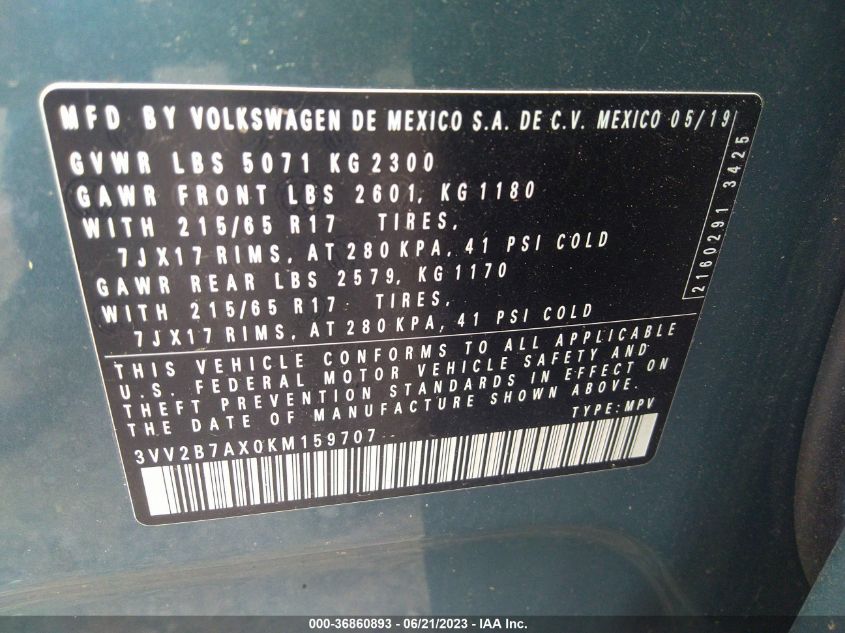 MFD BY VOLKSWAGEN DE MEXICO S.A. DE C.V. MEXICO 05/19
GVWR LBS 5071 KG 2300
GAWR FRONT LBS 2601, KG 1180
WITH 215/65 R17 TIRES,
7JX17 RIMS, AT 280 KPA, 41 PSI COLD
GAWR REAR LBS 2579, KG 1170
WITH 215/65 R17 TIRES,
7JX17 RIMS, AT 280 KPA, 41 PSI COLD
2160291 3425
THIS VEHICLE CONFORMS TO ALL APPLICABLE
U.S. FEDERAL MOTOR VEHICLE SAFETY AND
THEFT PREVENTION STANDARDS IN EFFECT ON
THE DATE OF MANUFACTURE SHOWN ABOVE.
TYPE: MPV
3VV2B7AX0KM159707
000-36860893 - 06/21/2023 - IAA Inc.